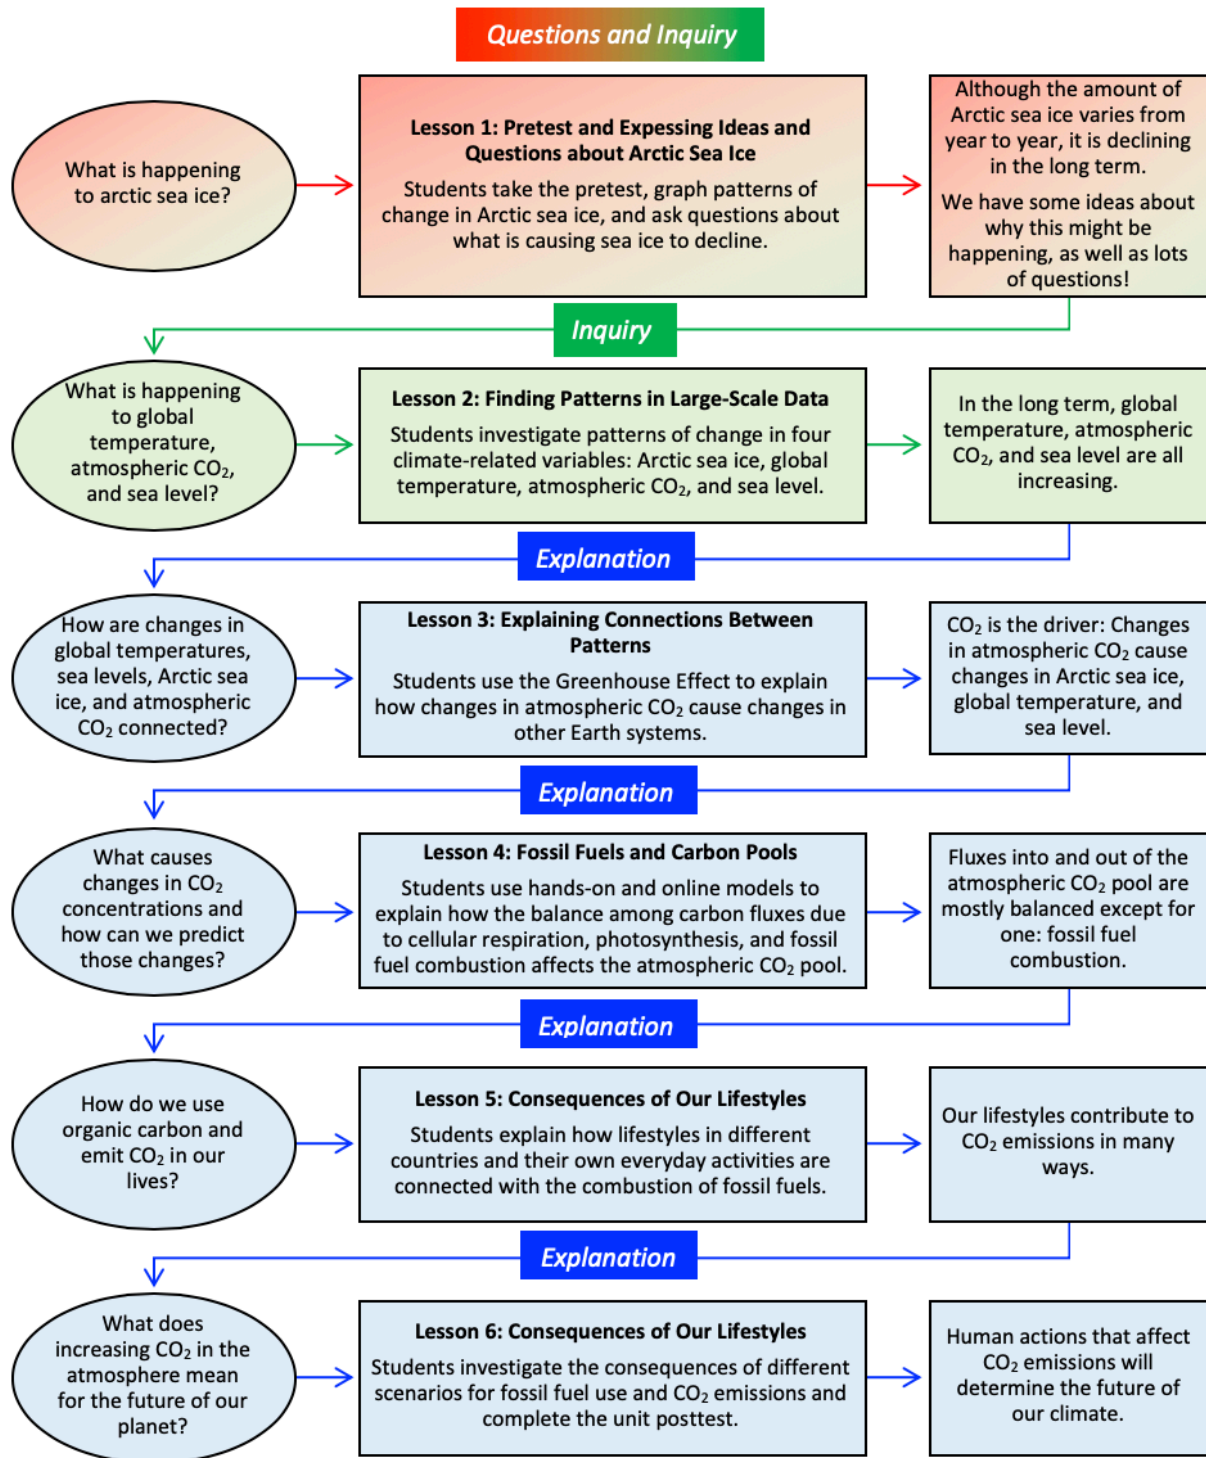 Questions and Inquiry
What is happening
to arctic sea ice?
Lesson 1: Pretest and Expessing Ideas and
Questions about Arctic Sea Ice
Students take the pretest, graph patterns of
change in Arctic sea ice, and ask questions about
what is causing sea ice to decline.
Although the amount of
Arctic sea ice varies from
year to year, it is declining
in the long term.
We have some ideas about
why this might be
happening, as well as lots
of questions!
Inquiry
What is happening
to global
temperature,
atmospheric CO₂,
and sea level?
Lesson 2: Finding Patterns in Large-Scale Data
Students investigate patterns of change in four
climate-related variables: Arctic sea ice, global
temperature, atmospheric CO₂, and sea level.
In the long term, global
temperature, atmospheric
CO₂, and sea level are all
increasing.
Explanation
How are changes in
global temperatures,
sea levels, Arctic sea
ice, and atmospheric
CO₂ connected?
Lesson 3: Explaining Connections Between
Patterns
Students use the Greenhouse Effect to explain
how changes in atmospheric CO₂ cause changes in
other Earth systems.
CO₂ is the driver: Changes
in atmospheric CO₂ cause
changes in Arctic sea ice,
global temperature, and
sea level.
Explanation
What causes
changes in CO₂
concentrations and
how can we predict
those changes?
Lesson 4: Fossil Fuels and Carbon Pools
Students use hands-on and online models to
explain how the balance among carbon fluxes due
to cellular respiration, photosynthesis, and fossil
fuel combustion affects the atmospheric CO₂ pool.
Fluxes into and out of the
atmospheric CO₂ pool are
mostly balanced except for
one: fossil fuel
combustion.
Explanation
How do we use
organic carbon and
emit CO₂ in our
lives?
Lesson 5: Consequences of Our Lifestyles
Students explain how lifestyles in different
countries and their own everyday activities are
connected with the combustion of fossil fuels.
Our lifestyles contribute to
CO₂ emissions in many
ways.
Explanation
What does
increasing CO₂ in the
atmosphere mean
for the future of our
planet?
Lesson 6: Consequences of Our Lifestyles
Students investigate the consequences of different
scenarios for fossil fuel use and CO₂ emissions and
complete the unit posttest.
Human actions that affect
CO₂ emissions will
determine the future of
our climate.